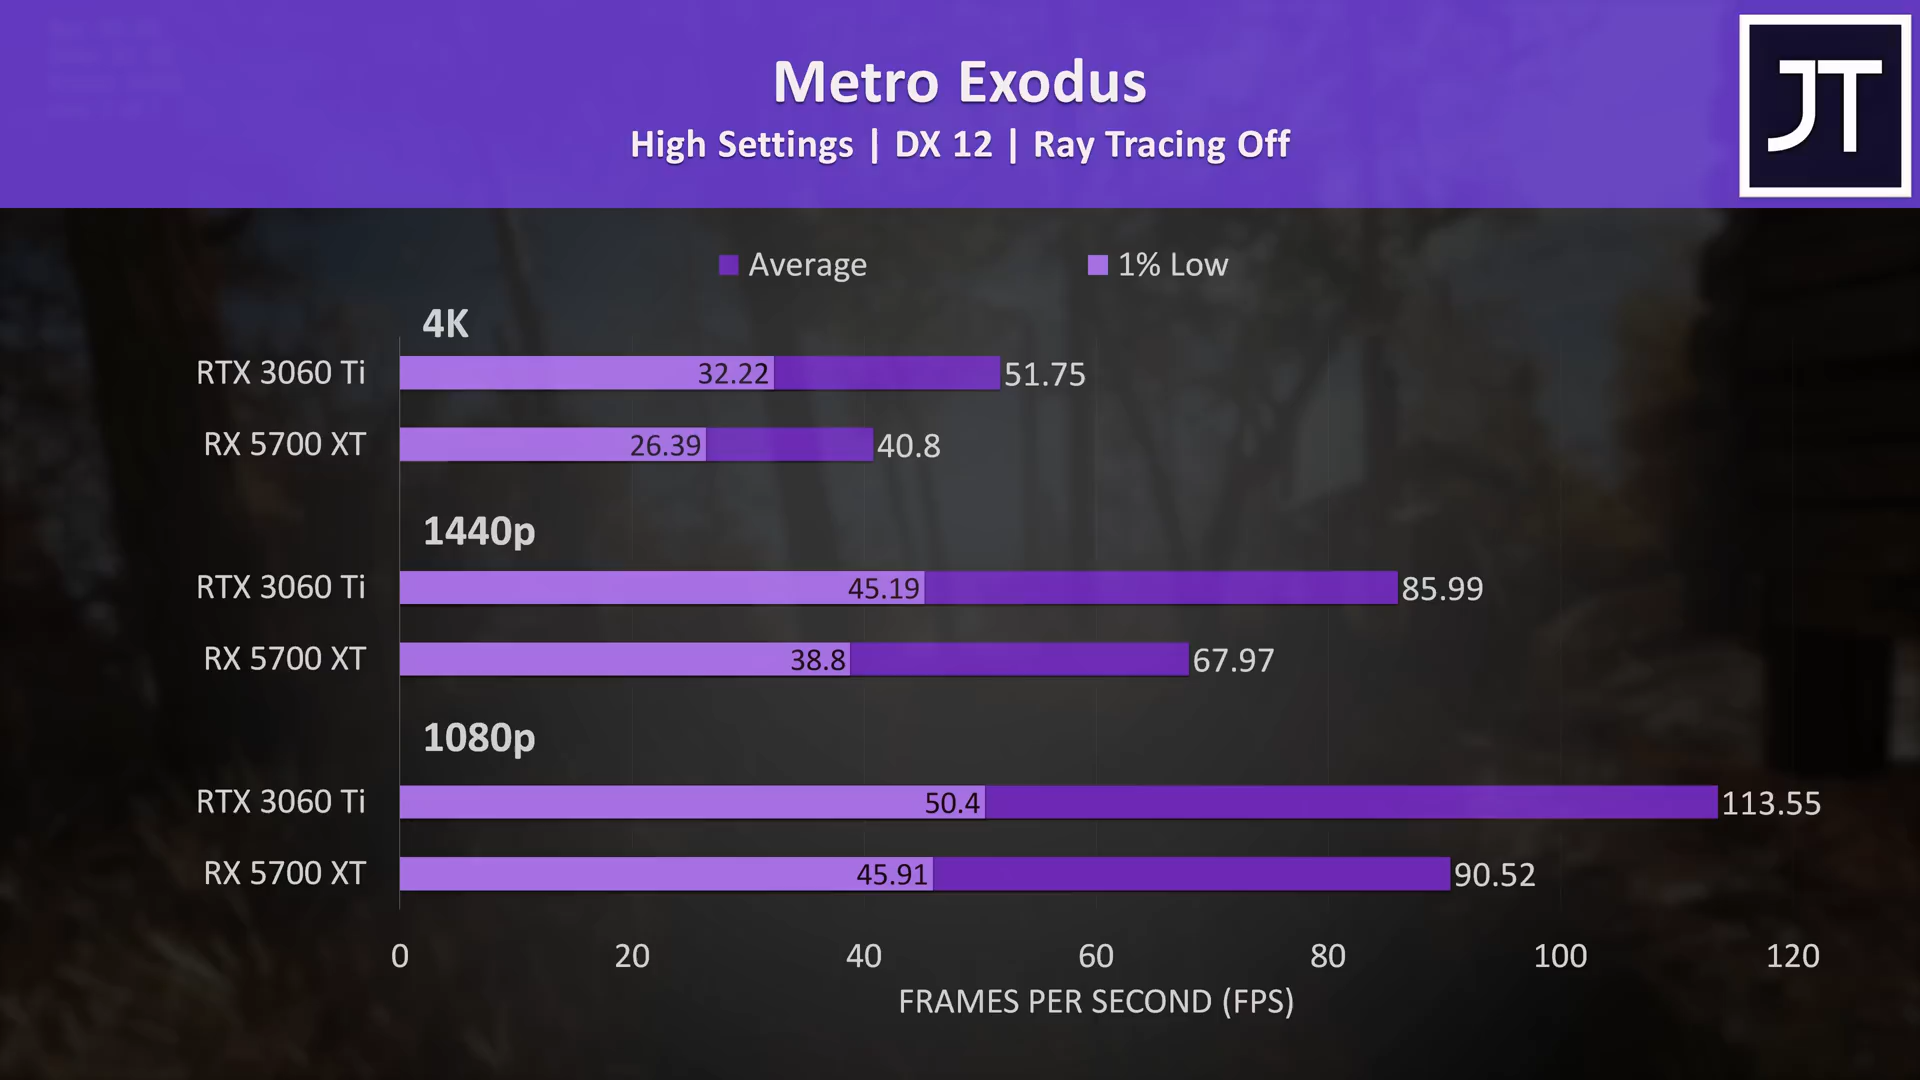 Metro Exodus
High Settings | DX 12 | Ray Tracing Off
JT
Average 1% Low
4K
RTX 3060 Ti 32.22 51.75
RX 5700 XT 26.39 40.8
1440p
RTX 3060 Ti 45.19 85.99
RX 5700 XT 38.8 67.97
1080p
RTX 3060 Ti 50.4 113.55
RX 5700 XT 45.91 90.52
0 20 40 60 80 100 120
FRAMES PER SECOND (FPS)